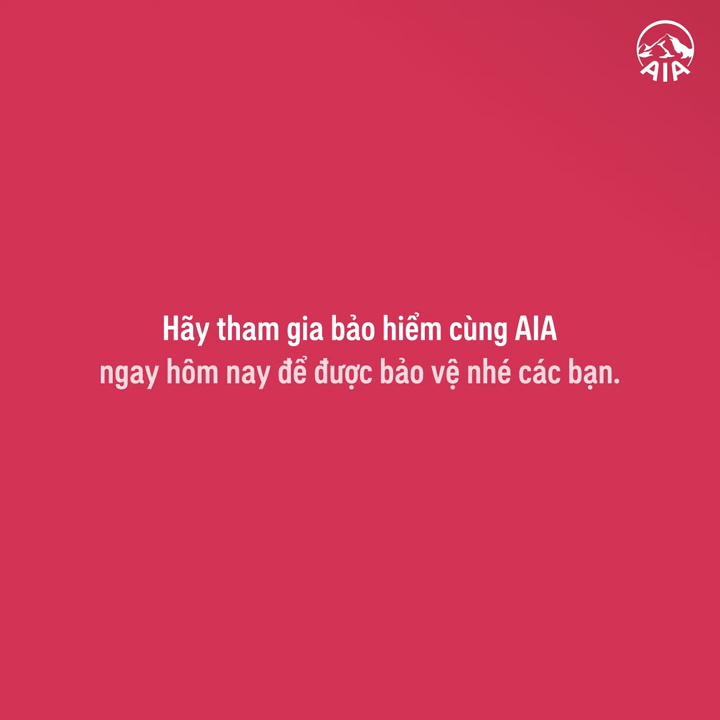 AIA
Hãy tham gia bảo hiểm cùng AIA
ngay hôm nay để được bảo vệ nhé các bạn.